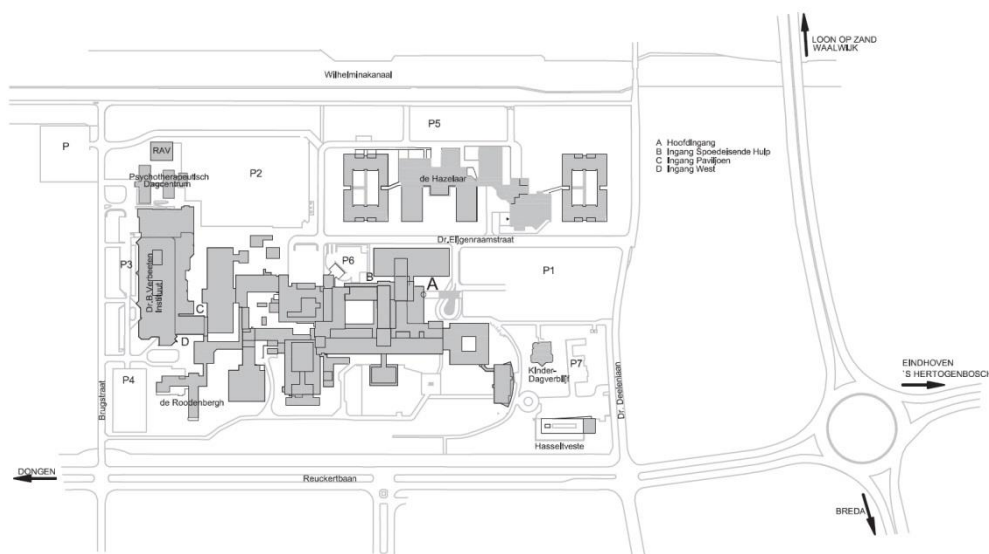 LOON OP ZAND
WAALWIJK
Wilhelminakanaal
P5
P
RAV
P2
A Hoofdingang
B Ingang Spoedeisende Hulp
C Ingang Paviljoen
D Ingang West
Psychotherapeutisch
Dagcentrum
de Hazelaar
Dr.Eijgenraamstraat
P3
Dr.B.Verbeeten
Instituut
P6
B
A
P1
C
D
P4
Brugstraat
de Roodenbergh
Kinder-
Dagverblijf
P7
Dr. Deelenlaan
EINDHOVEN
`S HERTOGENBOSCH
Hasseltveste
DONGEN
Reuckertbaan
BREDA